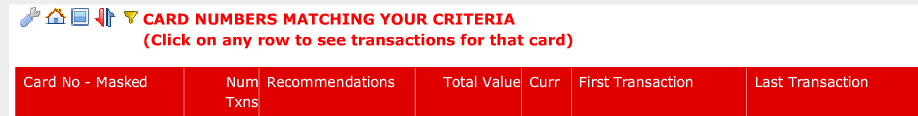 CARD NUMBERS MATCHING YOUR CRITERIA
(Click on any row to see transactions for that card)
Card No - Masked Num Txns Recommendations Total Value Curr First Transaction Last Transaction